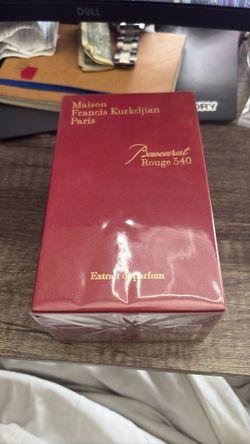 DELL
Maison
Francis Kurkdjian
Paris
Baccarat
Rouge 540
Extrait de parfum